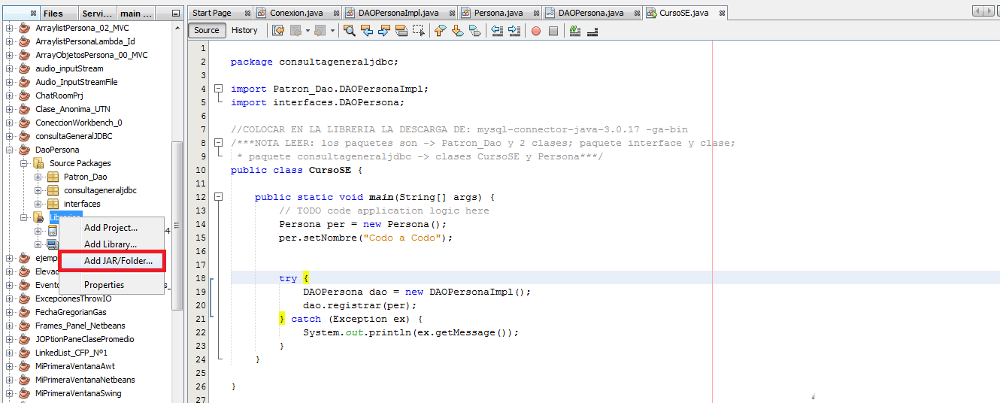 Files
Servi...
main ...
Start Page
Conexion.java
DAOPersonaImpl.java
Persona.java
DAOPersona.java
CursoSE.java
Source
History
ArraylistPersona_02_MVC
ArraylistPersonaLambda_Id
ArrayObjetosPersona_00_MVC
audio_inputStream
Audio_InputStreamFile
ChatRoomPrj
Clase_Anonima_UTN
ConeccionWorkbench_0
consultaGeneralJDBC
DaoPersona
Source Packages
Patron_Dao
consultageneraljdbc
interfaces
Add Project...
4
Add Library...
Add JAR/Folder...
Properties
ejemp
Elevad
Evento
ExcepcionesThrowIO
FechaGregorianGas
Frames_Panel_Netbeans
JOPtionPaneClasePromedio
LinkedList_CFP_Nº1
MiPrimeraVentanaAwt
MiPrimeraVentanaNetbeans
MiPrimeraVentanaSwing
1
2 package consultageneraljdbc;
3
4 import Patron_Dao.DAOPersonaImpl;
5 import interfaces.DAOPersona;
6
7 //COLOCAR EN LA LIBRERIA LA DESCARGA DE: mysql-connector-java-3.0.17 -ga-bin
8 /***NOTA LEER: los paquetes son -> Patron_Dao y 2 clases; paquete interface y clase;
9 * paquete consultageneraljdbc -> clases CursoSE y Persona***/
10 public class CursoSE {
11
12 public static void main(String[] args) {
13 // TODO code application logic here
14 Persona per = new Persona();
15 per.setNombre("Codo a Codo");
16
17
18 try {
19 DAOPersona dao = new DAOPersonaImpl();
20 dao.registrar(per);
21 } catch (Exception ex) {
22 System.out.println(ex.getMessage());
23 }
24 }
25
26 }
27